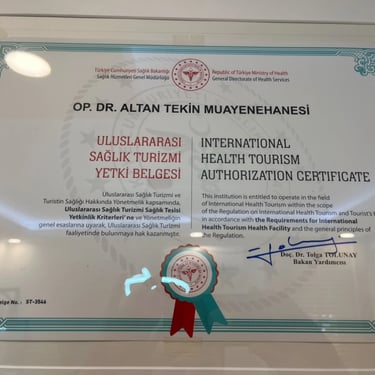 Türkiye Cumhuriyeti Sağlık Bakanlığı
Sağlık Hizmetleri Genel Müdürlüğü
Republic of Türkiye Ministry of Health
General Directorate of Health Services
OP. DR. ALTAN TEKİN MUAYENEHANESİ
ULUSLARARASI
SAĞLIK TURİZMİ
YETKİ BELGESİ
Uluslararası Sağlık Turizmi ve
Turistin Sağlığı Hakkında Yönetmelik kapsamında,
Uluslararası Sağlık Turizmi Sağlık Tesisi
Yetkinlik Kriterleri'ne ve Yönetmeliğin
genel esaslarına uyarak, Uluslararası Sağlık Turizmi
faaliyetinde bulunmaya hak kazanmıştır.
INTERNATIONAL
HEALTH TOURISM
AUTHORIZATION CERTIFICATE
This institution is entitled to operate in the field
of International Health Tourism within the scope
of the Regulation on International Health Tourism and Tourist's
in accordance with the Requirements for International
Health Tourism Health Facility and the general principles of
the Regulation.
Doç. Dr. Tolga TOLUNAY
Bakan Yardımcısı
elge No. : ST-3546